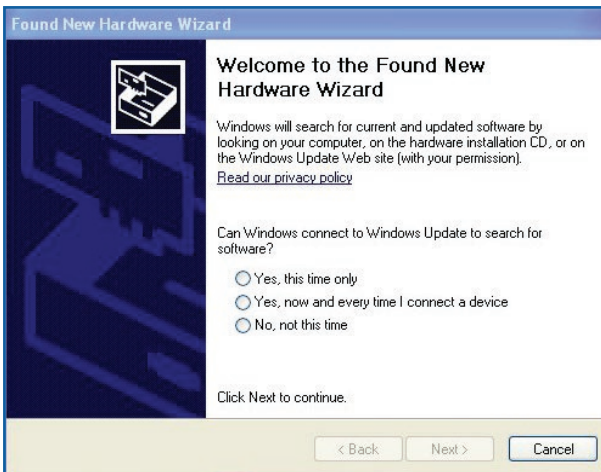 Found New Hardware Wizard
Welcome to the Found New
Hardware Wizard
Windows will search for current and updated software by
looking on your computer, on the hardware installation CD, or on
the Windows Update Web site (with your permission).
Read our privacy policy
Can Windows connect to Windows Update to search for
software?
Yes, this time only
Yes, now and every time I connect a device
No, not this time
Click Next to continue.
< Back
Next >
Cancel